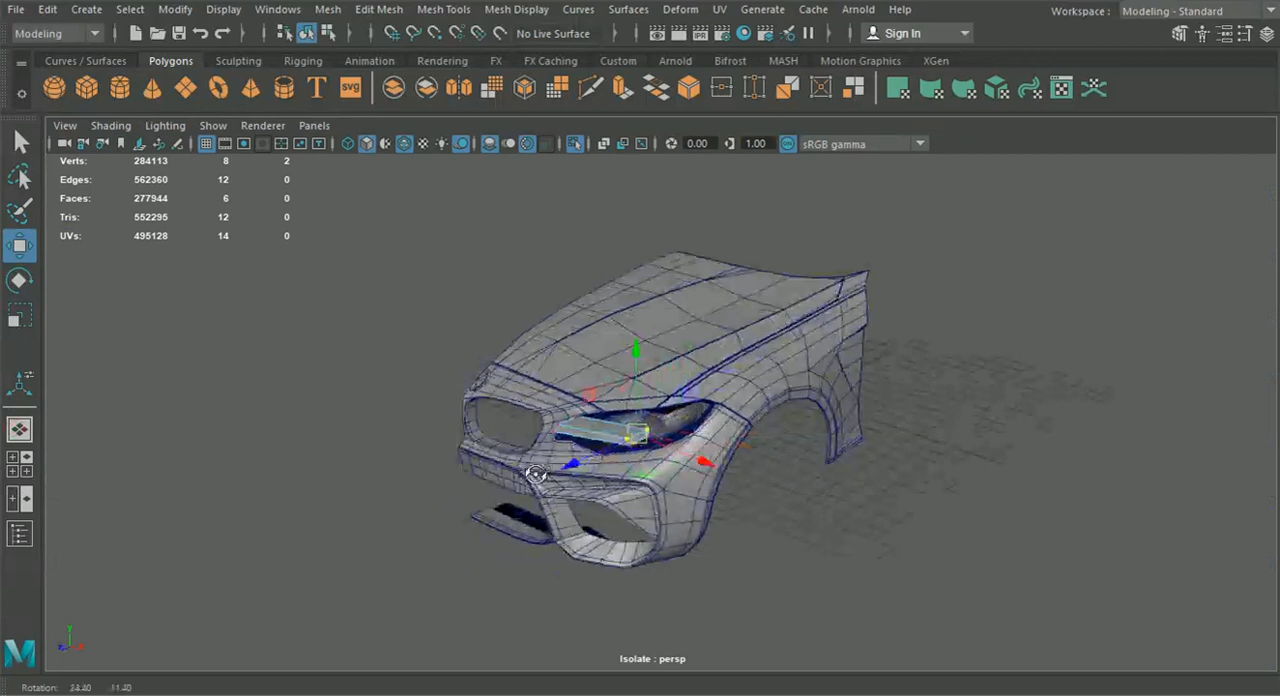 File Edit Create Select Modify Display Windows Mesh Edit Mesh Mesh Tools Mesh Display Curves Surfaces Deform UV Generate Cache Arnold Help Workspace: Modeling - Standard
Modeling No Live Surface Sign In
Curves / Surfaces Polygons Sculpting Rigging Animation Rendering FX FX Caching Custom Arnold Bifrost MASH Motion Graphics XGen
T svg
View Shading Lighting Show Renderer Panels
0.00 1.00 sRGB gamma
Verts: 284113 8 2
Edges: 562360 12 0
Faces: 277944 6 0
Tris: 552295 12 0
UVs: 495128 14 0
Isolate : persp
Rotation: